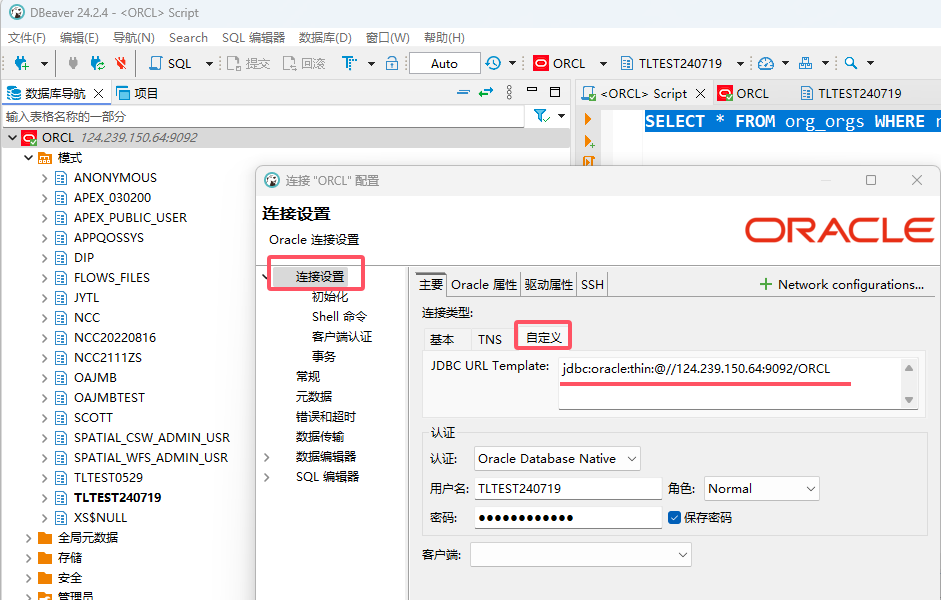 DBeaver 24.2.4 - <ORCL> Script
文件(F) 编辑(E) 导航(N) Search SQL 编辑器 数据库(D) 窗口(W) 帮助(H)
SQL 提交 回滚 Auto ORCL TLTEST240719
数据库导航 项目
<ORCL> Script ORCL TLTEST240719
输入表格名称的一部分
SELECT * FROM org_orgs WHERE
ORCL 124.239.150.64:9092
模式
ANONYMOUS
APEX_030200
APEX_PUBLIC_USER
APPQOSSYS
DIP
FLOWS_FILES
JYTL
NCC
NCC20220816
NCC2111ZS
OAJMB
OAJMBTEST
SCOTT
SPATIAL_CSW_ADMIN_USR
SPATIAL_WFS_ADMIN_USR
TLTEST0529
TLTEST240719
XS$NULL
全局元数据
存储
安全
管理员
连接 "ORCL" 配置
连接设置
Oracle 连接设置
ORACLE
连接设置
初始化
Shell 命令
客户端认证
事务
常规
元数据
错误和超时
数据传输
数据编辑器
SQL 编辑器
主要 Oracle 属性 驱动属性 SSH Network configurations...
连接类型:
基本 TNS 自定义
JDBC URL Template: jdbc:oracle:thin:@//124.239.150.64:9092/ORCL
认证
认证: Oracle Database Native
用户名: TLTEST240719 角色: Normal
密码: ●●●●●●●●●●●● 保存密码
客户端: